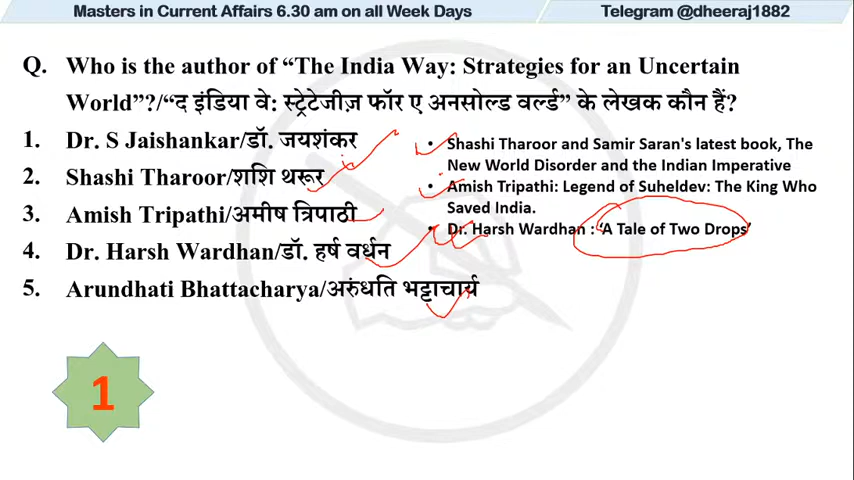 Masters in Current Affairs 6.30 am on all Week Days
Telegram @dheeraj1882
Q. Who is the author of “The India Way: Strategies for an Uncertain
World”?/“द इंडिया वे: स्ट्रेटेजीज़ फॉर ए अनसोल्ड वर्ल्ड” के लेखक कौन हैं?
1. Dr. S Jaishankar/डॉ. जयशंकर
2. Shashi Tharoor/शशि थरूर
3. Amish Tripathi/अमीष त्रिपाठी
4. Dr. Harsh Wardhan/डॉ. हर्ष वर्धन
5. Arundhati Bhattacharya/अरुंधति भट्टाचार्य
• Shashi Tharoor and Samir Saran's latest book, The
New World Disorder and the Indian Imperative
• Amish Tripathi: Legend of Suheldev: The King Who
Saved India.
• Dr. Harsh Wardhan : ‘A Tale of Two Drops’
1